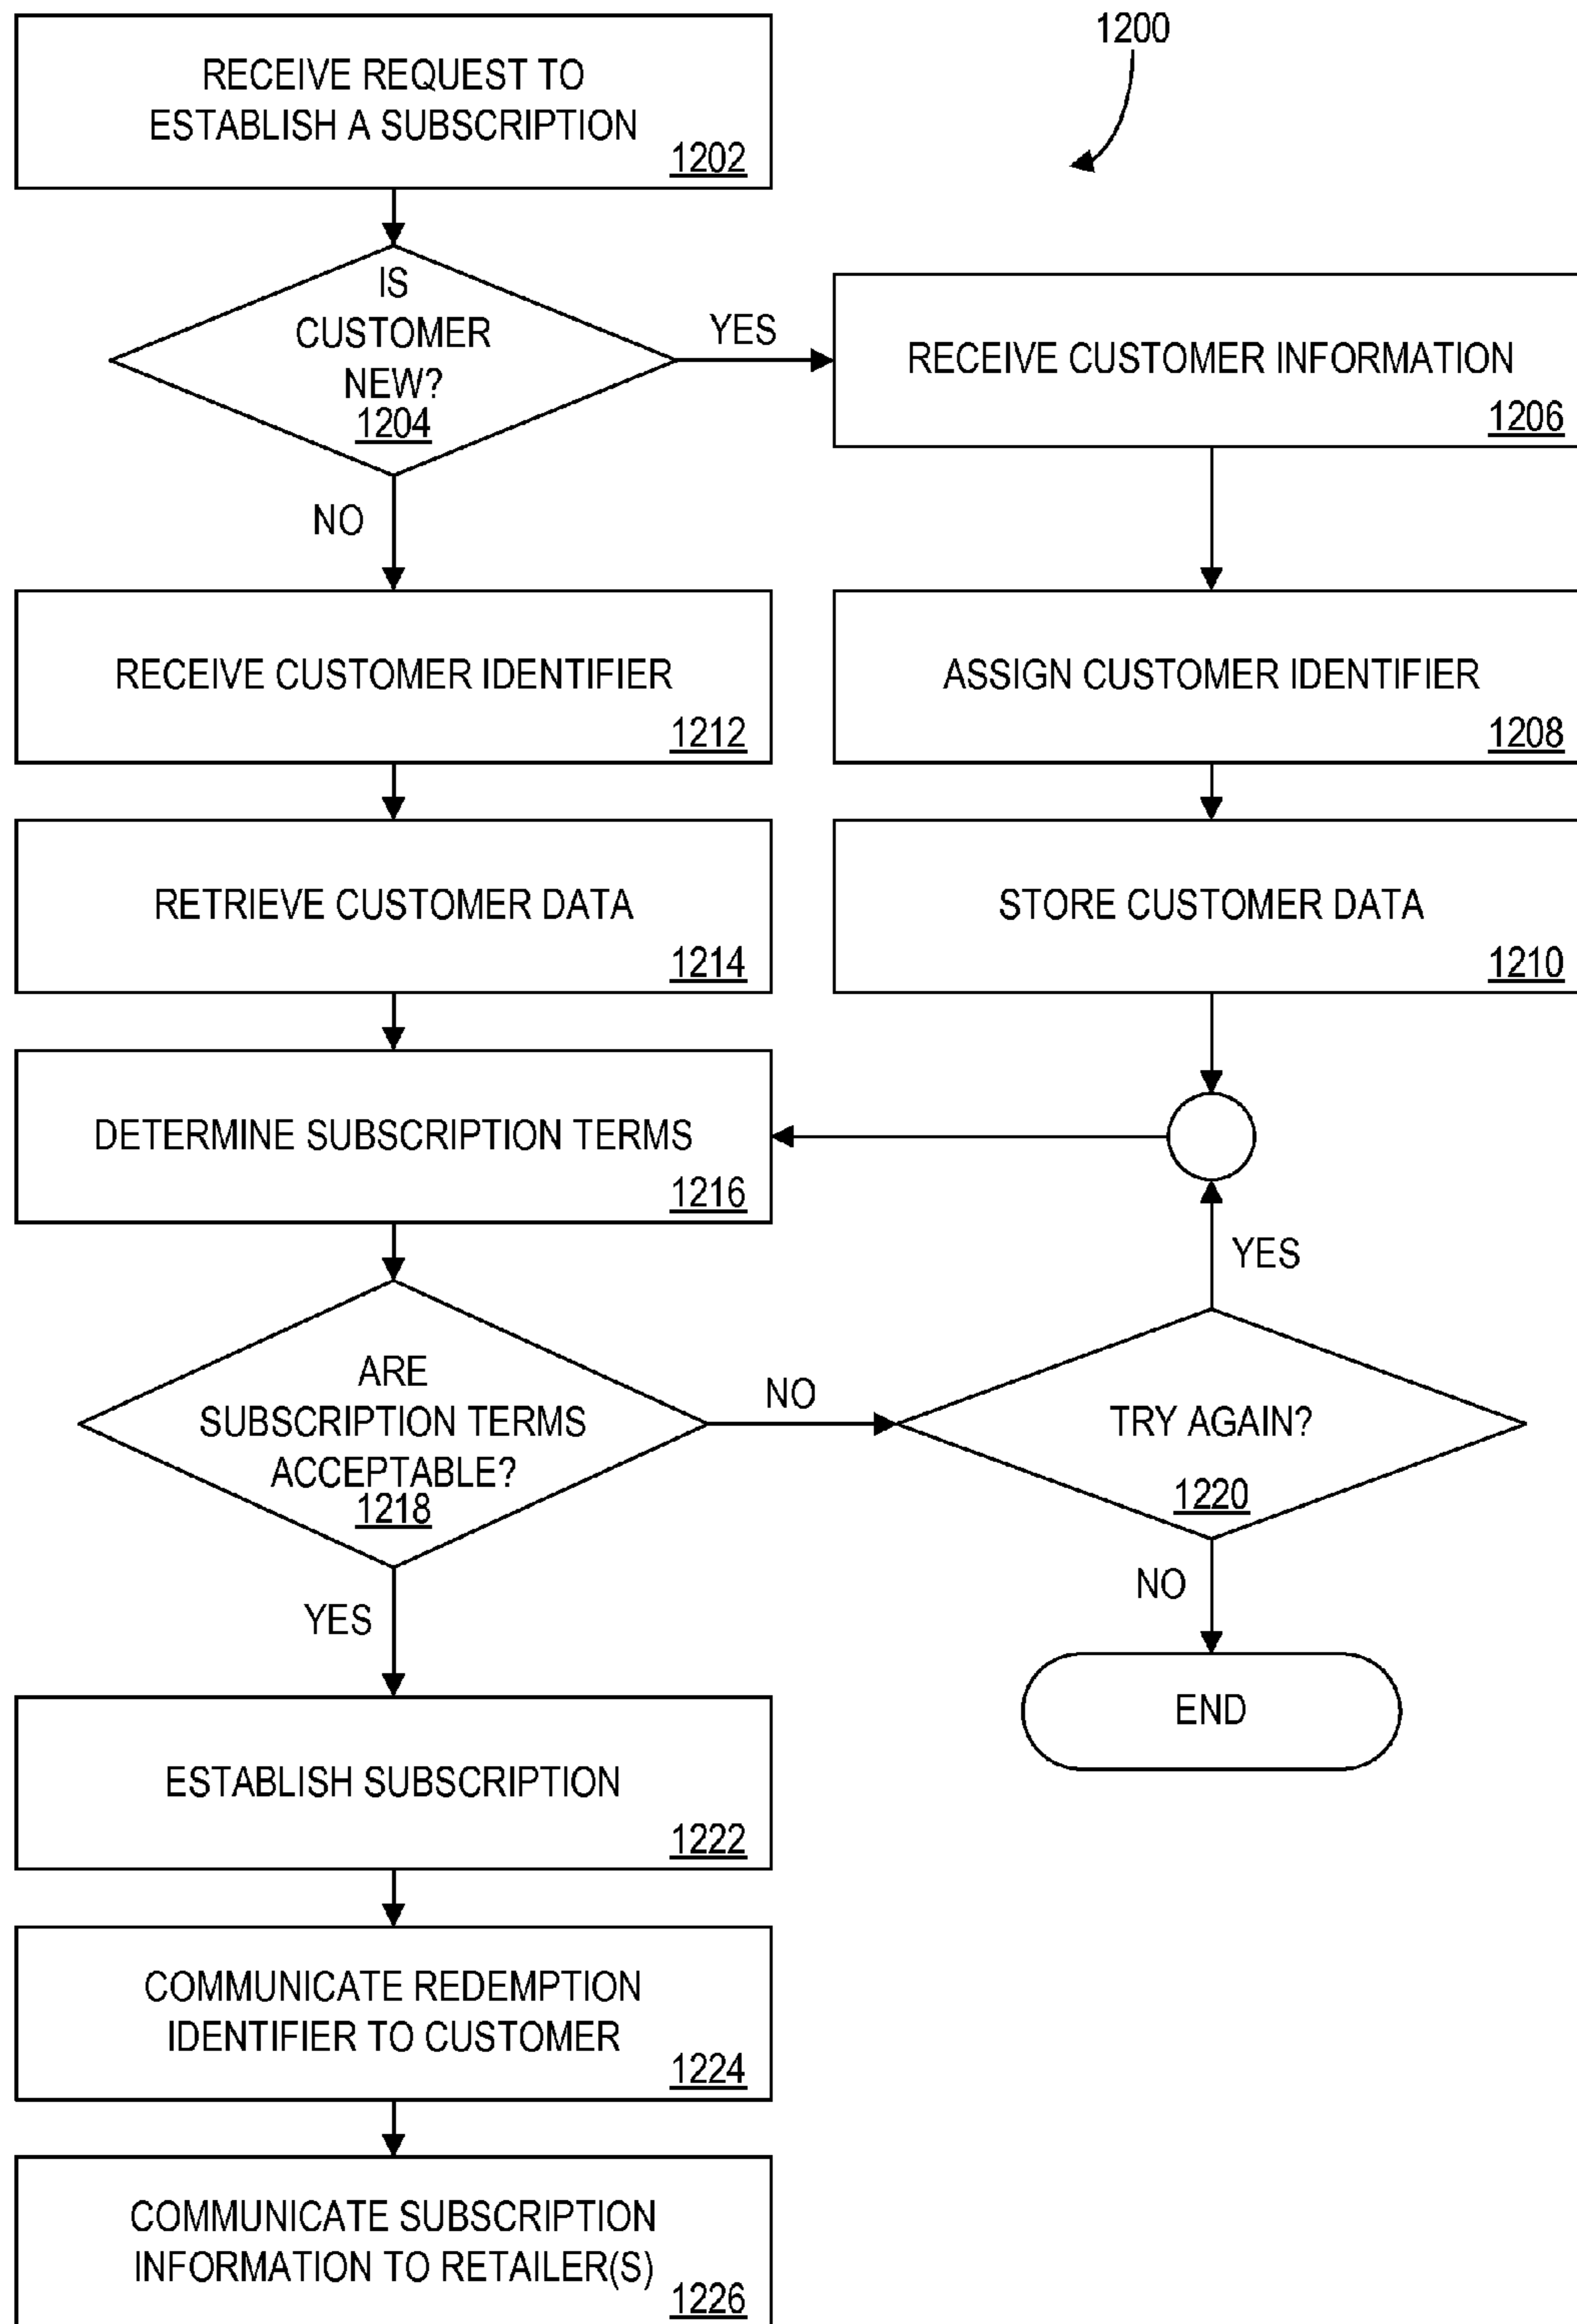 1200
RECEIVE REQUEST TO
ESTABLISH A SUBSCRIPTION
1202
IS
CUSTOMER
NEW?
1204
YES
RECEIVE CUSTOMER INFORMATION
1206
NO
RECEIVE CUSTOMER IDENTIFIER
1212
ASSIGN CUSTOMER IDENTIFIER
1208
RETRIEVE CUSTOMER DATA
1214
STORE CUSTOMER DATA
1210
DETERMINE SUBSCRIPTION TERMS
1216
YES
ARE
SUBSCRIPTION TERMS
ACCEPTABLE?
1218
NO
TRY AGAIN?
1220
NO
YES
END
ESTABLISH SUBSCRIPTION
1222
COMMUNICATE REDEMPTION
IDENTIFIER TO CUSTOMER
1224
COMMUNICATE SUBSCRIPTION
INFORMATION TO RETAILER(S)
1226